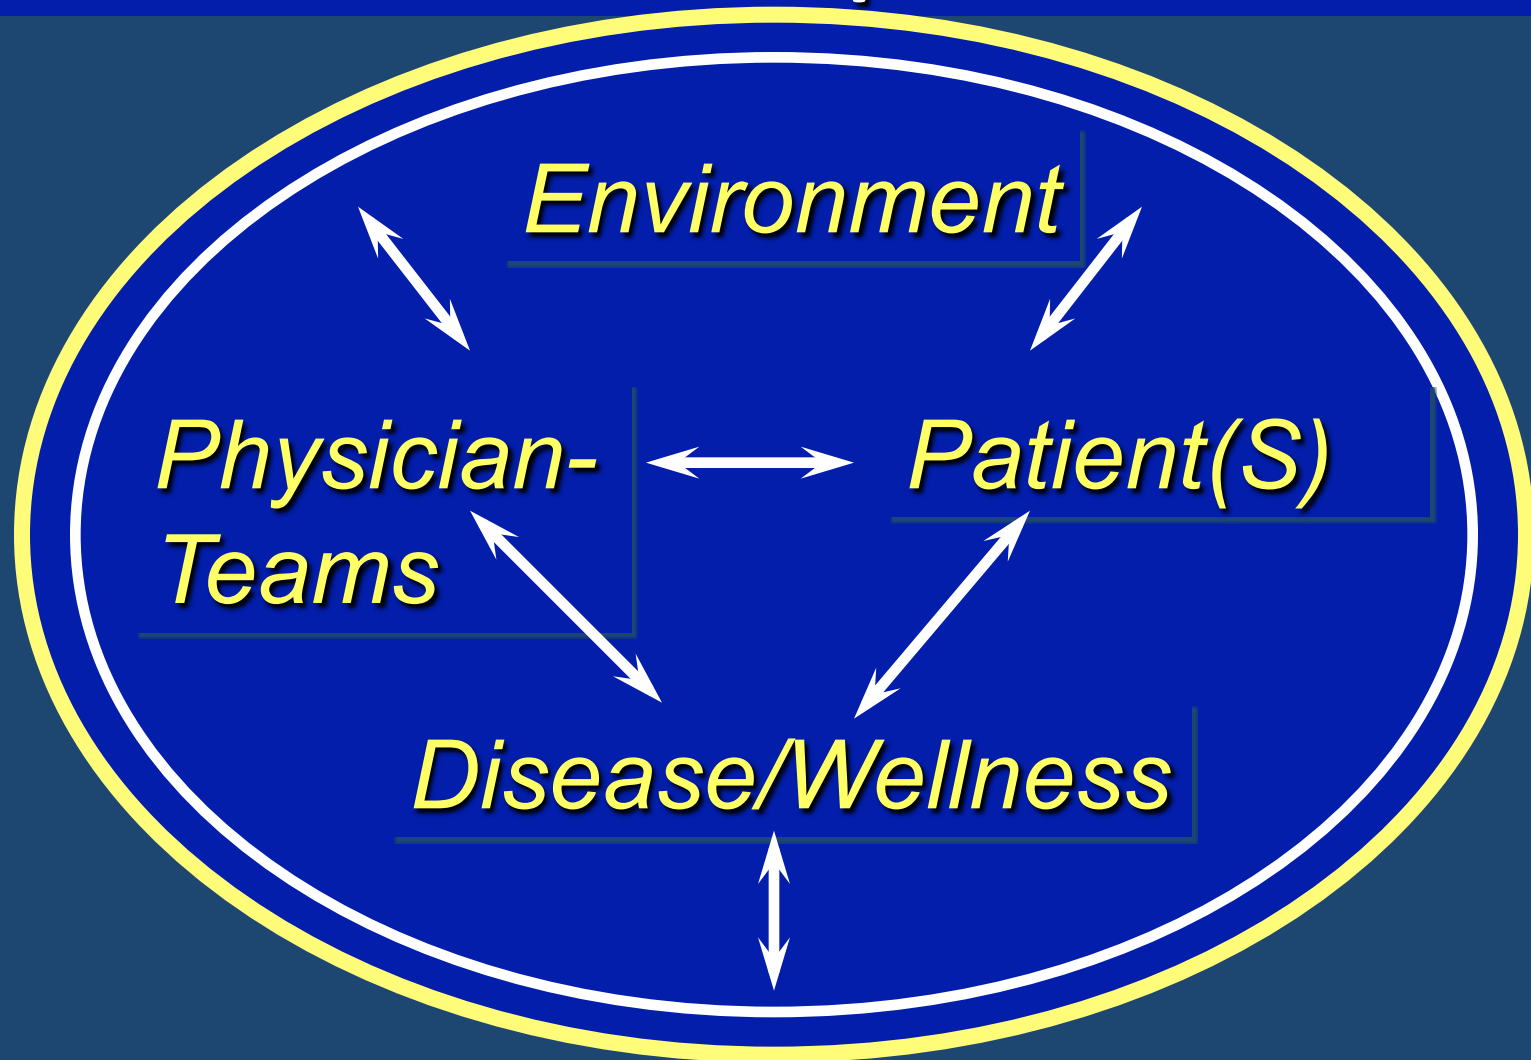 Environment
Physician-
Teams
Patient(S)
Disease/Wellness